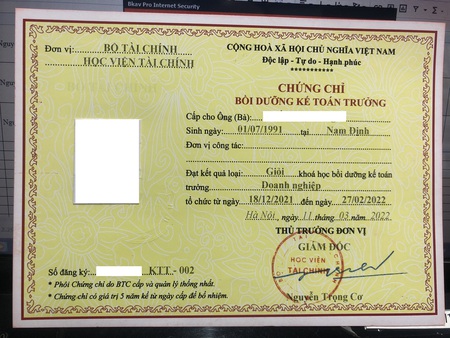 Bkav Pro Internet Security
Đơn vị: BỘ TÀI CHÍNH
HỌC VIỆN TÀI CHÍNH
CỘNG HOÀ XÃ HỘI CHỦ NGHĨA VIỆT NAM
Độc lập - Tự do - Hạnh phúc
***********
CHỨNG CHỈ
BỒI DƯỠNG KẾ TOÁN TRƯỞNG
Cấp cho Ông (Bà):
Sinh ngày: 01/07/1991 tại Nam Định
Đơn vị công tác:
Đạt kết quả loại: Giỏi khoá học bồi dưỡng kế toán
trưởng Doanh nghiệp
tổ chức từ ngày 18/12/2021 đến ngày 27/02/2022
Hà Nội, ngày 11 tháng 03 năm 2022
THỦ TRƯỞNG ĐƠN VỊ
GIÁM ĐỐC
HỌC VIỆN
TÀI CHÍNH
Nguyễn Trọng Cơ
Số đăng ký: KTT - 002
* Phôi Chứng chỉ do BTC cấp và quản lý thống nhất.
* Chứng chỉ có giá trị 5 năm kể từ ngày cấp để bổ nhiệm.